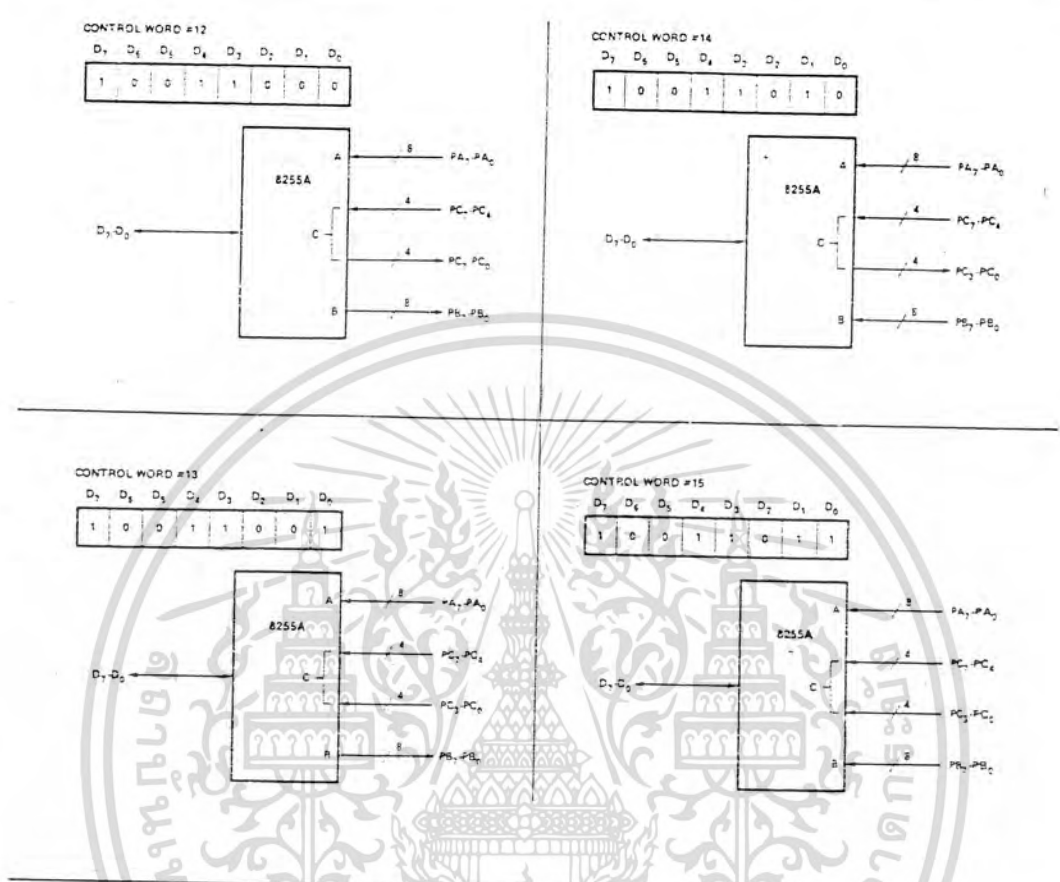 CONTROL WORD #12
D7 D6 D5 D4 D3 D2 D1 D0
1 0 0 1 1 0 0 0
8255A
A
8
PA7-PA0
4
PC7-PC4
D7-D0
C
4
B
8
PB7-PB0
CONTROL WORD #14
D7 D6 D5 D4 D3 D2 D1 D0
1 0 0 1 1 0 1 0
8255A
A
8
PA7-PA0
4
PC7-PC4
D7-D0
C
4
PC3-PC0
B
PB7-PB0
CONTROL WORD #13
D7 D6 D5 D4 D3 D2 D1 D0
1 0 0 1 1 0 0 1
8255A
A
8
PA7-PA0
4
PC7-PC4
D7-D0
C
4
PC3-PC0
B
8
PB7-PB0
CONTROL WORD #15
D7 D6 D5 D4 D3 D2 D1 D0
1 0 0 1 1 0 1 1
8255A
A
8
PA7-PA0
4
PC7-PC4
D7-D0
C
4
PC3-PC0
B
8
PB7-PB0